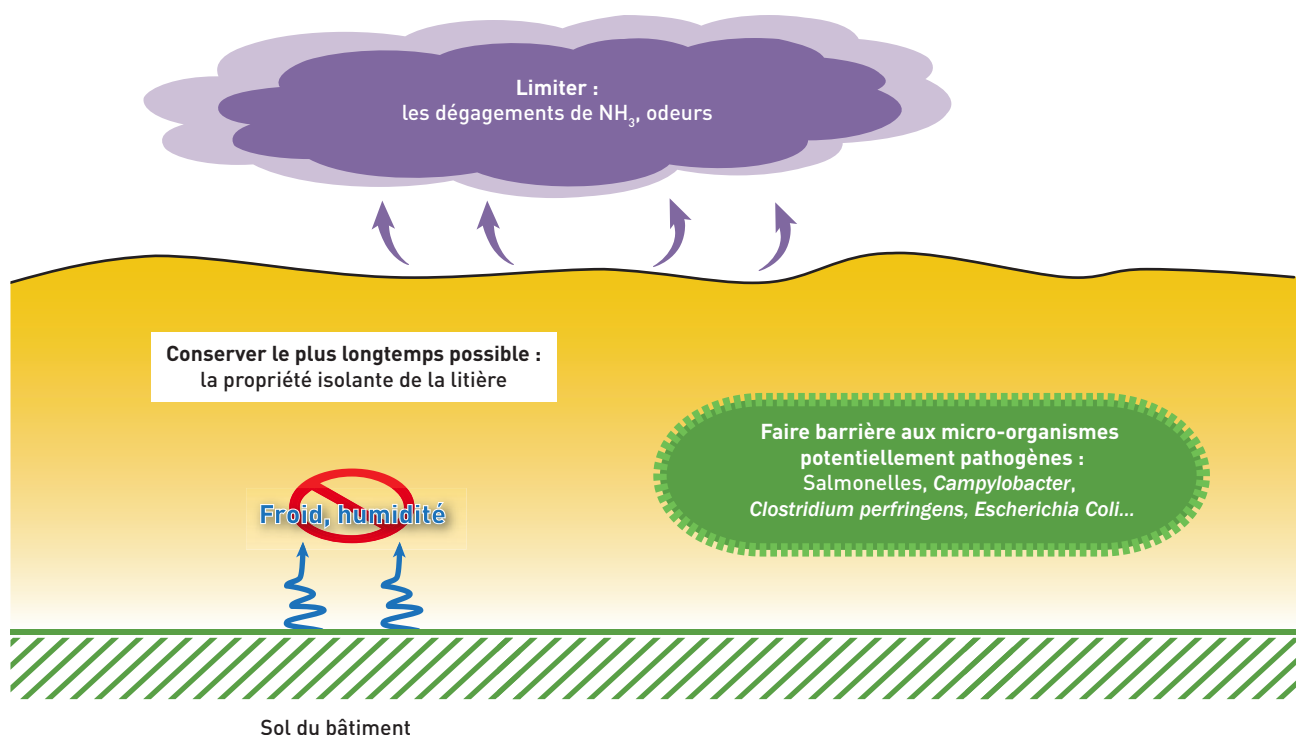 Limiter :
les dégagements de NH₃, odeurs
Conserver le plus longtemps possible :
la propriété isolante de la litière
Faire barrière aux micro-organismes
potentiellement pathogènes :
Salmonelles, Campylobacter,
Clostridium perfringens, Escherichia Coli...
Froid, humidité
Sol du bâtiment